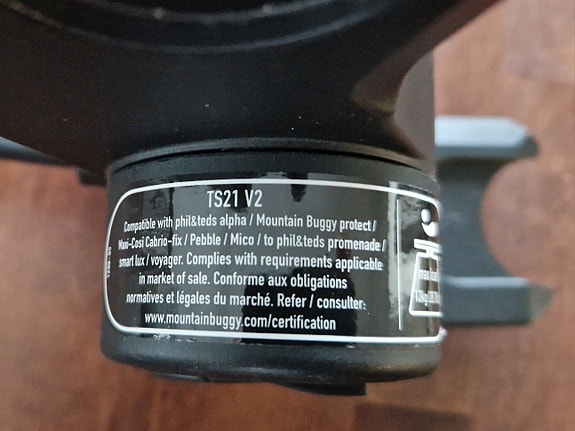 TS21 V2
Compatible with phil&teds alpha / Mountain Buggy protect /
Maxi-Cosi Cabrio-fix / Pebble / Mico / to phil&teds promenade /
smart lux / voyager. Complies with requirements applicable
in market of sale. Conforme aux obligations
normatives et légales du marché. Refer / consulter:
www.mountainbuggy.com/certification
max